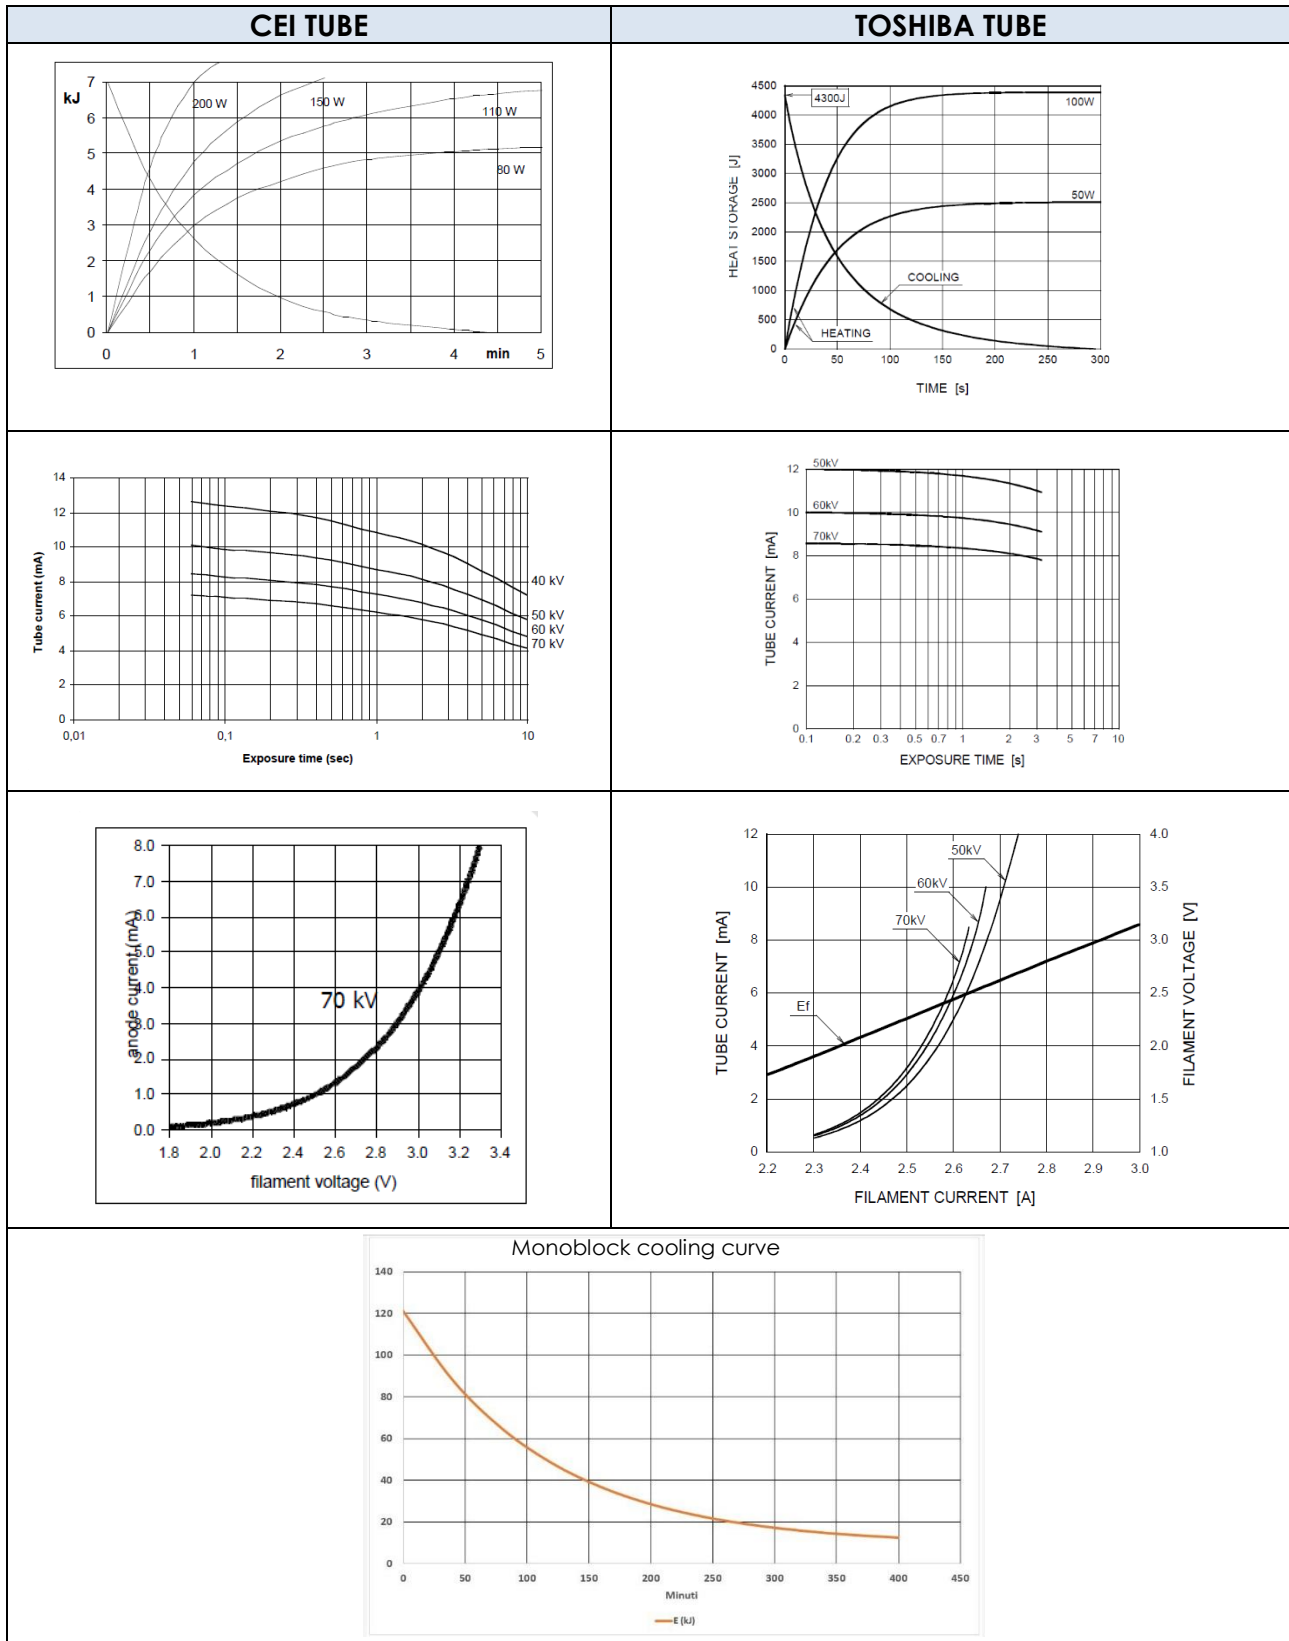 CEI TUBE
TOSHIBA TUBE
7
kJ
6
5
4
3
2
1
0
200 W
150 W
110 W
80 W
0 1 2 3 4 min 5
4500
4000
3500
3000
2500
2000
1500
1000
500
0
HEAT STORAGE [J]
4300J
100W
50W
COOLING
HEATING
0 50 100 150 200 250 300
TIME [s]
14
12
10
8
6
4
2
0
Tube current (mA)
40 kV
50 kV
60 kV
70 kV
0,01 0,1 1 10
Exposure time (sec)
12
10
8
6
4
2
0
TUBE CURRENT [mA]
50kV
60kV
70kV
0.1 0.2 0.3 0.5 0.7 1 2 3 5 7 10
EXPOSURE TIME [s]
8.0
7.0
6.0
5.0
4.0
3.0
2.0
1.0
0.0
anode current (mA)
70 kV
1.8 2.0 2.2 2.4 2.6 2.8 3.0 3.2 3.4
filament voltage (V)
12
10
8
6
4
2
0
TUBE CURRENT [mA]
50kV
60kV
70kV
Ef
4.0
3.5
3.0
2.5
2.0
1.5
1.0
FILAMENT VOLTAGE [V]
2.2 2.3 2.4 2.5 2.6 2.7 2.8 2.9 3.0
FILAMENT CURRENT [A]
Monoblock cooling curve
140
120
100
80
60
40
20
0
0 50 100 150 200 250 300 350 400 450
Minuti
E (kJ)